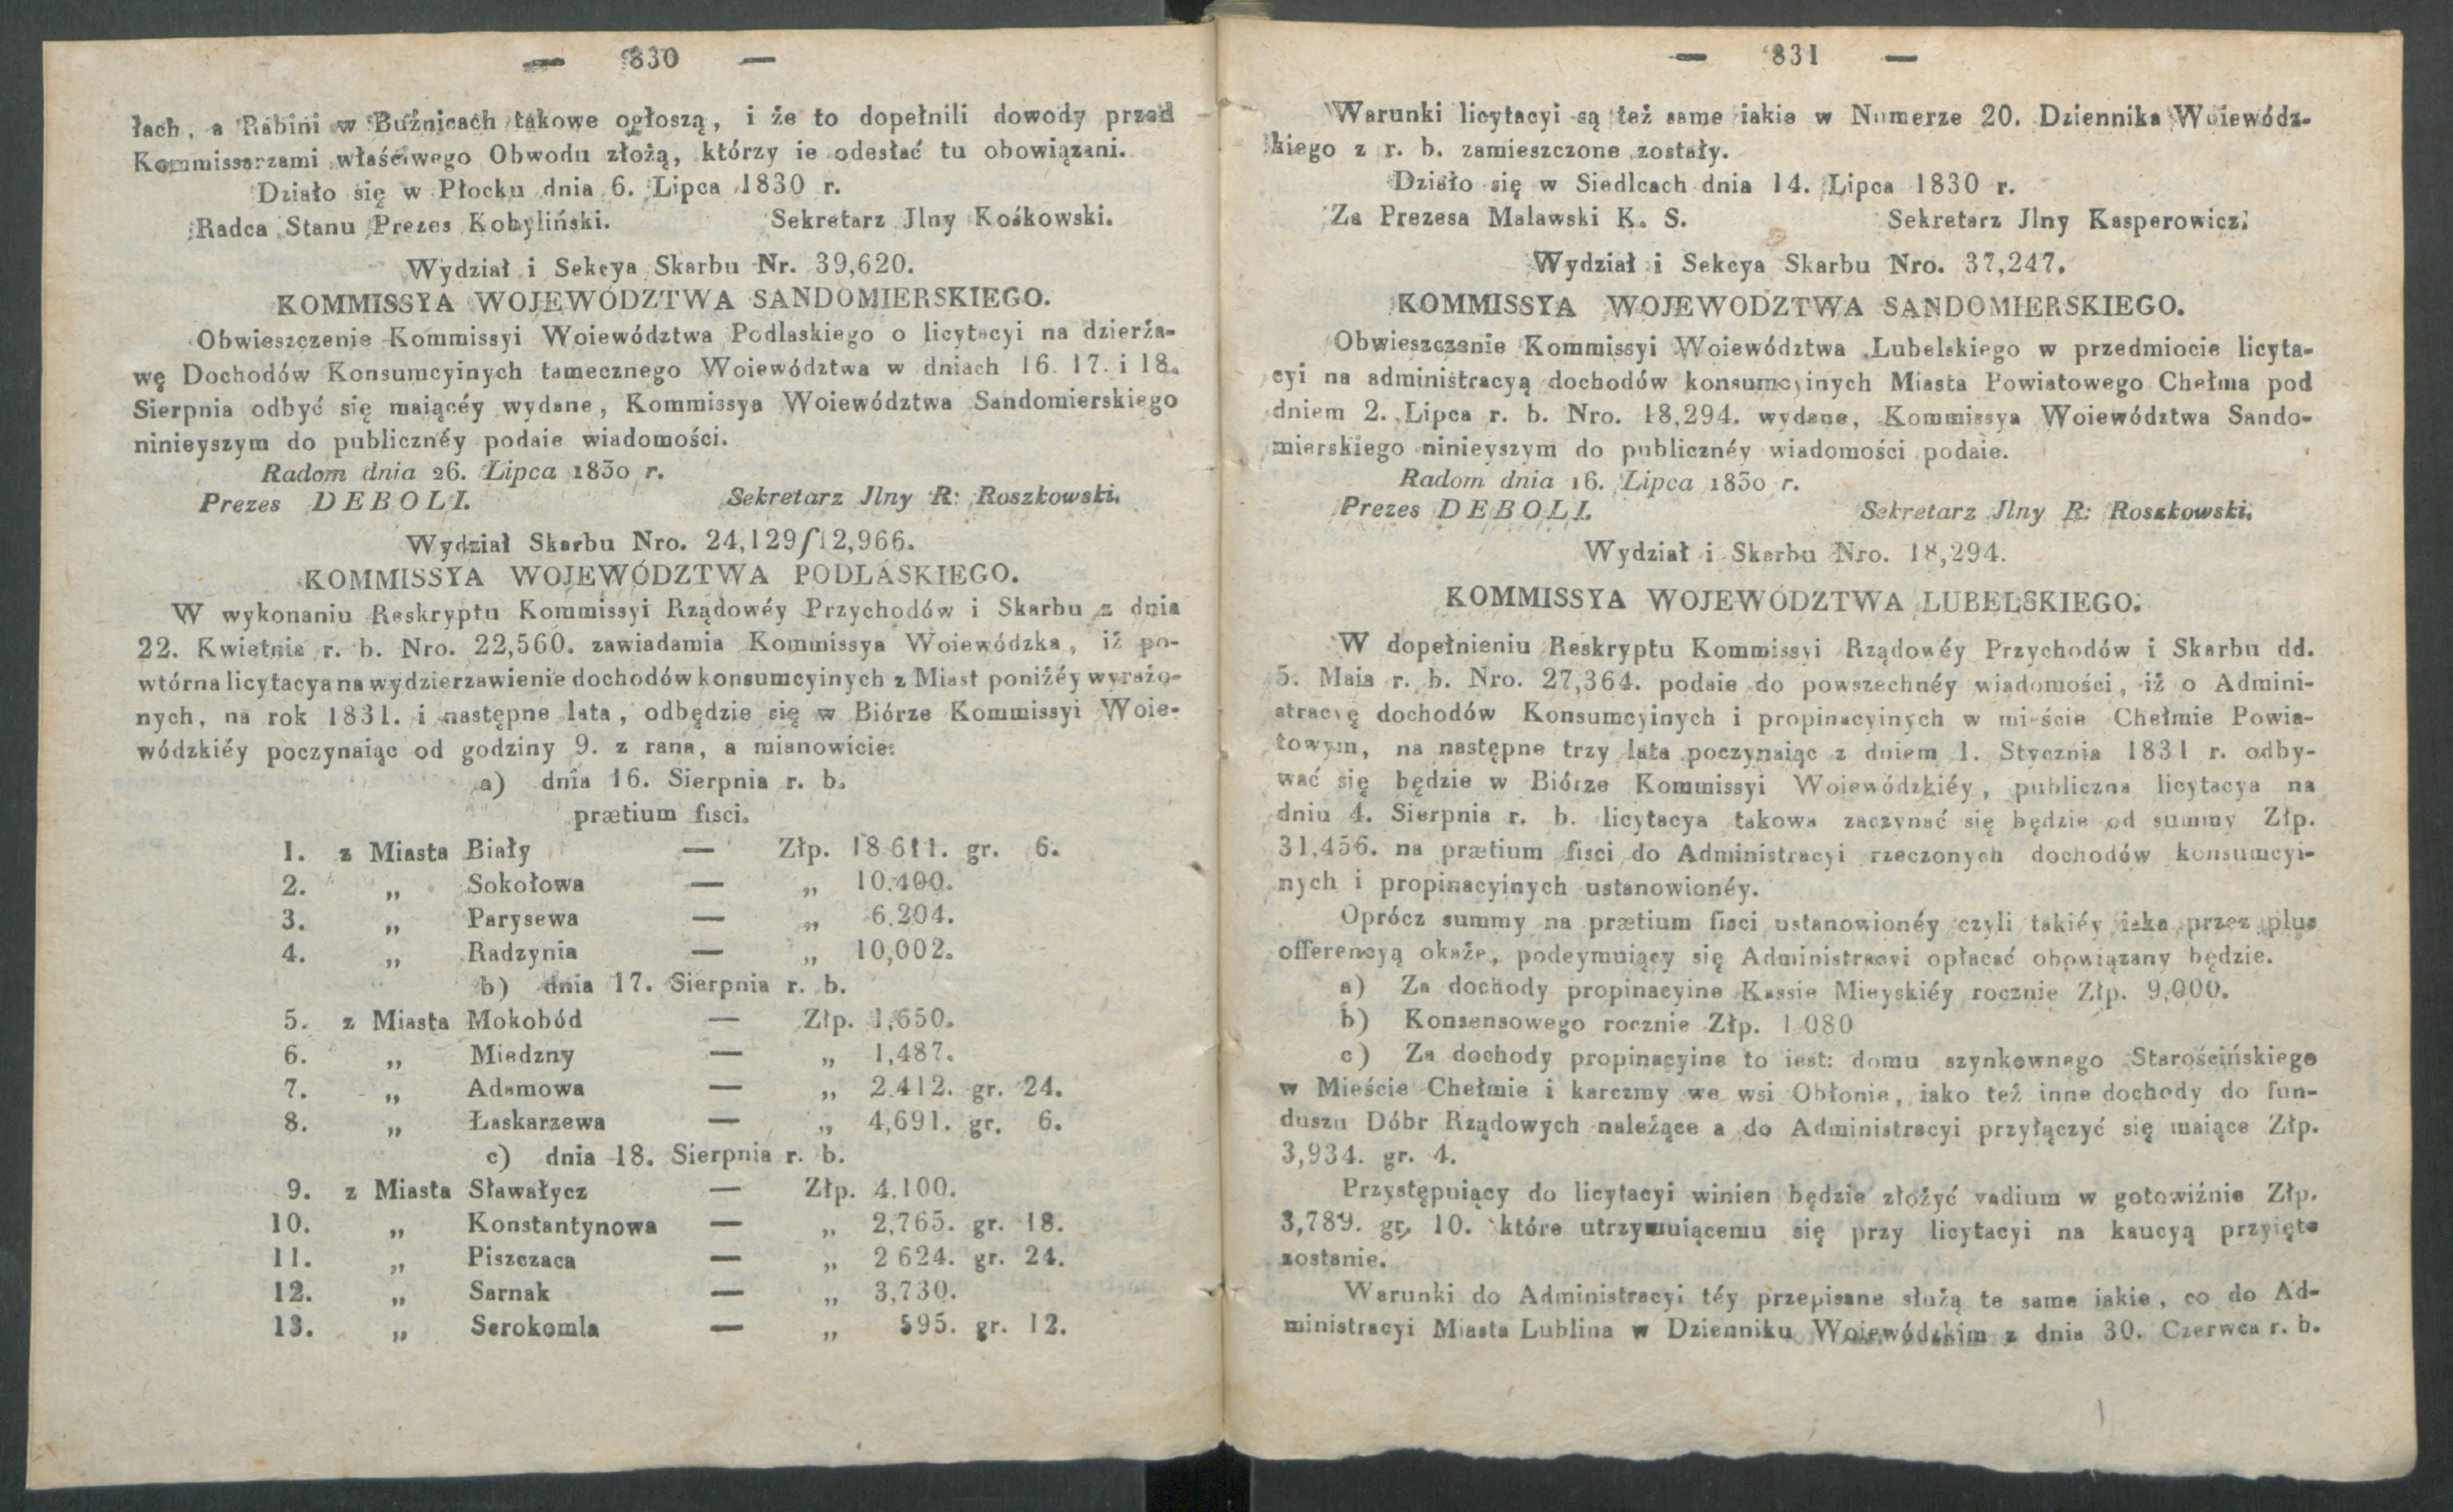 — 830 —
łach, a Rabini w Buźnicach takowe ogłoszą, i że to dopełnili dowody przed
Kommissarzami właściwego Obwodu złożą, którzy ie odesłać tu obowiązani.
Działo się w Płocku dnia 6. Lipca 1830 r.
Radca Stanu Prezes Kobyliński. Sekretarz Jlny Kośkowski.
Wydział i Sekcya Skarbu Nr. 39,620.
KOMMISSYA WOJEWÓDZTWA SANDOMIERSKIEGO.
Obwieszczenie Kommissyi Woiewództwa Podlaskiego o licytacyi na dzierża-
wę Dochodów Konsumcyinych tamecznego Woiewództwa w dniach 16. 17. i 18.
Sierpnia odbyć się maiącéy wydane, Kommissya Woiewództwa Sandomierskiego
ninieyszym do publicznéy podaie wiadomości.
Radom dnia 26. Lipca 1830 r.
Prezes DEBOLI. Sekretarz Jlny R: Roszkowski.
Wydział Skarbu Nro. 24,129/12,966.
KOMMISSYA WOJEWÓDZTWA PODLASKIEGO.
W wykonaniu Reskryptu Kommissyi Rządowéy Przychodów i Skarbu z dnia
22. Kwietnia r. b. Nro. 22,560. zawiadamia Kommissya Woiewódzka, iż po-
wtórna licytacya na wydzierzawienie dochodów konsumcyinych z Miast poniżéy wyrażo-
nych, na rok 1831. i następne lata, odbędzie się w Biórze Kommissyi Woie-
wódzkiéy poczynaiąc od godziny 9. z rana, a mianowicie:
a) dnia 16. Sierpnia r. b.
prætium fisci.
1. z Miasta Biały — Złp. 18 611. gr. 6.
2. „ Sokołowa — „ 10,400.
3. „ Parysewa — „ 6,204.
4. „ Radzynia — „ 10,002.
b) dnia 17. Sierpnia r. b.
5. z Miasta Mokobód — Złp. 1,650.
6. „ Miedzny — „ 1,487.
7. „ Adamowa — „ 2,412. gr. 24.
8. „ Łaskarzewa — „ 4,691. gr. 6.
c) dnia 18. Sierpnia r. b.
9. z Miasta Sławałycz — Złp. 4,100.
10. „ Konstantynowa — „ 2,765. gr. 18.
11. „ Piszczaca — „ 2 624. gr. 24.
12. „ Sarnak — „ 3,730.
13. „ Serokomla — „ 595. gr. 12.
— 831 —
Warunki licytacyi są też same iakie w Numerze 20. Dziennika Woiewódz-
kiego z r. b. zamieszczone zostały.
Działo się w Siedlcach dnia 14. Lipca 1830 r.
Za Prezesa Malawski K. S. Sekretarz Jlny Kasperowicz.
Wydział i Sekcya Skarbu Nro. 37,247.
KOMMISSYA WOJEWODZTWA SANDOMIERSKIEGO.
Obwieszczenie Kommissyi Woiewództwa Lubelskiego w przedmiocie licyta-
cyi na administracyą dochodów konsumcyinych Miasta Powiatowego Chełma pod
dniem 2. Lipca r. b. Nro. 18,294. wydane, Kommissya Woiewództwa Sando-
mierskiego ninieyszym do publicznéy wiadomości podaie.
Radom dnia 16. Lipca 1830 r.
Prezes DEBOLI. Sekretarz Jlny R: Roszkowski.
Wydział i Skarbu Nro. 18,294.
KOMMISSYA WOJEWÓDZTWA LUBELSKIEGO.
W dopełnieniu Reskryptu Kommissyi Rządowéy Przychodów i Skarbu dd.
5. Maia r. b. Nro. 27,364. podaie do powszechnéy wiadomości, iż o Admini-
stracyę dochodów Konsumcyinych i propinacyinych w mieście Chełmie Powia-
towym, na następne trzy lata poczynaiąc z dniem 1. Stycznia 1831 r. odby-
wać się będzie w Biórze Kommissyi Woiewódzkiéy, publiczna licytacya na
dniu 4. Sierpnia r. b. licytacya takowa zaczynać się będzie od summy Złp.
31,456. na prætium fisci do Administracyi rzeczonych dochodów konsumcyi-
nych i propinacyinych ustanowionéy.
Oprócz summy na prætium fisci ustanowionéy czyli takiéy iaka przez plus
offerencyą okaże, podeymuiący się Administracyi opłacać obowiązany będzie.
a) Za dochody propinacyine Kassie Mieyskiéy rocznie Złp. 9,000.
b) Konsensowego rocznie Złp. 1 080
c) Za dochody propinacyine to iest: domu szynkownego Starościńskiego
w Mieście Chełmie i karczmy we wsi Obłonie, iako też inne dochody do fun-
duszu Dóbr Rządowych należące a do Administracyi przyłączyć się maiące Złp.
3,934. gr. 4.
Przystępuiący do licytacyi winien będzie złożyć vadium w gotowiźnie Złp.
3,789. gr. 10. które utrzymuiącemu się przy licytacyi na kaucyą przyięte
zostanie.
Warunki do Administracyi téy przepisane służą te same iakie, co do Ad-
ministracyi Miasta Lublina w Dzienniku Woiewódzkim z dnia 30. Czerwca r. b.